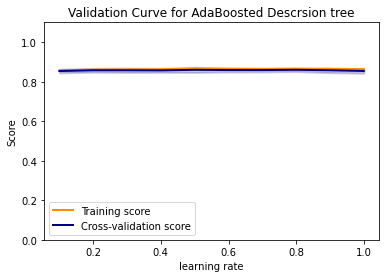 Validation Curve for AdaBoosted Descrsion tree
1.0
0.8
0.6
0.4
0.2
0.0
Score
Training score
Cross-validation score
0.2 0.4 0.6 0.8 1.0
learning rate